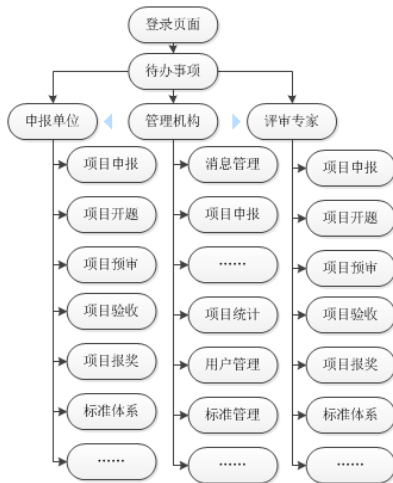 登录页面
待办事项
申报单位
管理机构
评审专家
项目申报
项目开题
项目预审
项目验收
项目报奖
标准体系
……
消息管理
项目申报
……
项目统计
用户管理
标准管理
……
项目申报
项目开题
项目预审
项目验收
项目报奖
标准体系
……